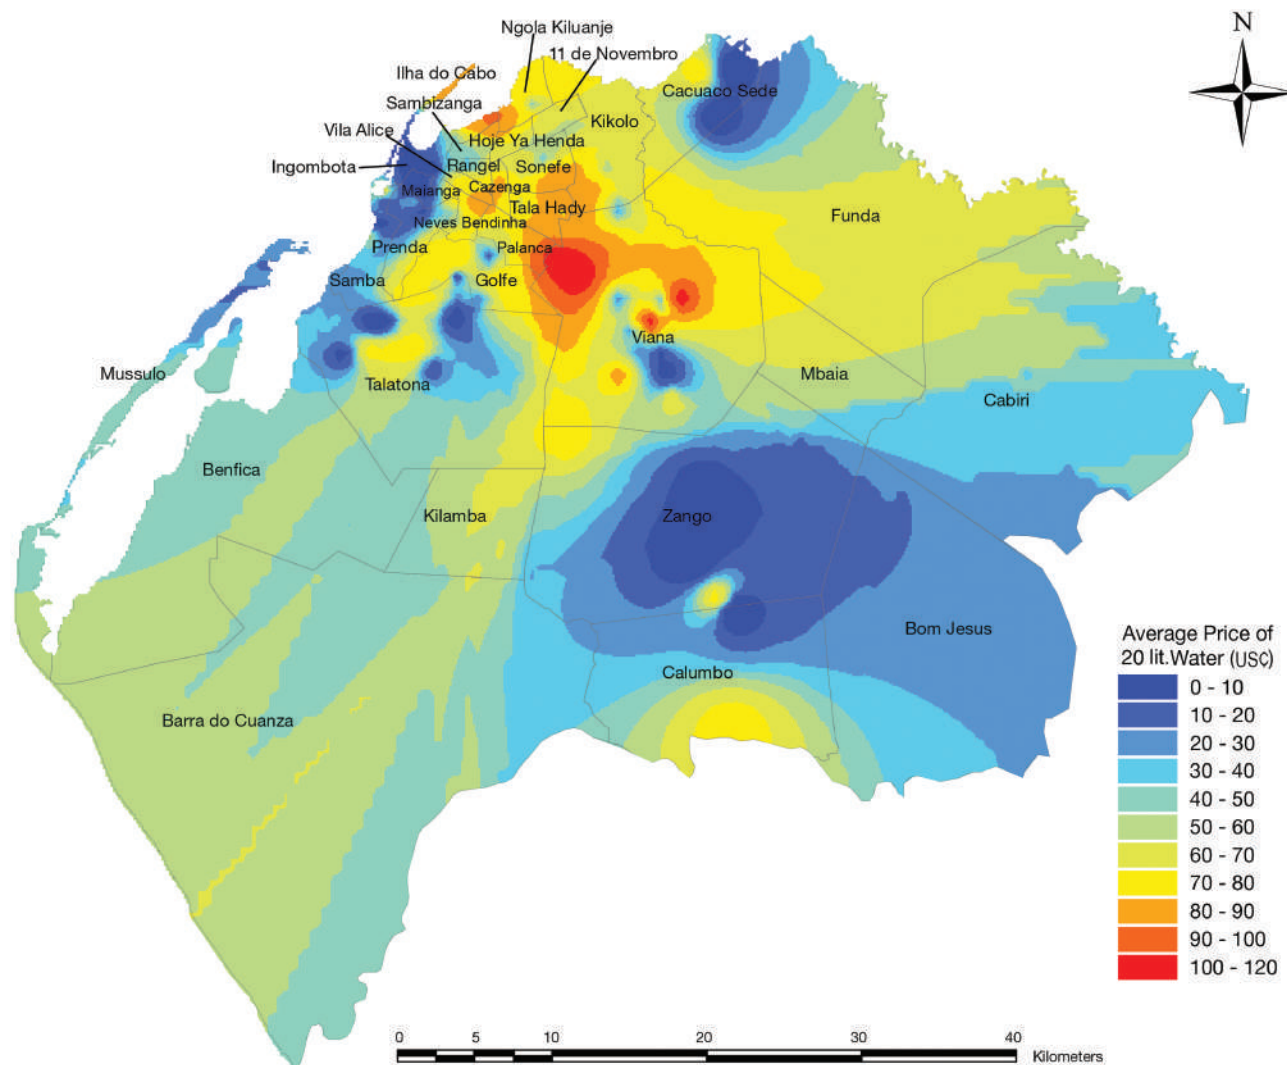 Ngola Kiluanje
N
11 de Novembro
Ilha do Cabo
Cacuaco Sede
Sambizanga
Kikolo
Vila Alice
Hoje Ya Henda
Ingombota
Rangel
Sonefe
Maianga
Cazenga
Tala Hady
Funda
Neves Bendinha
Prenda
Palanca
Samba
Golfe
Viana
Mussulo
Talatona
Mbaia
Cabiri
Benfica
Kilamba
Zango
Bom Jesus
Calumbo
Barra do Cuanza
Average Price of
20 lit.Water (US¢)
0 - 10
10 - 20
20 - 30
30 - 40
40 - 50
50 - 60
60 - 70
70 - 80
80 - 90
90 - 100
100 - 120
0 5 10 20 30 40
Kilometers